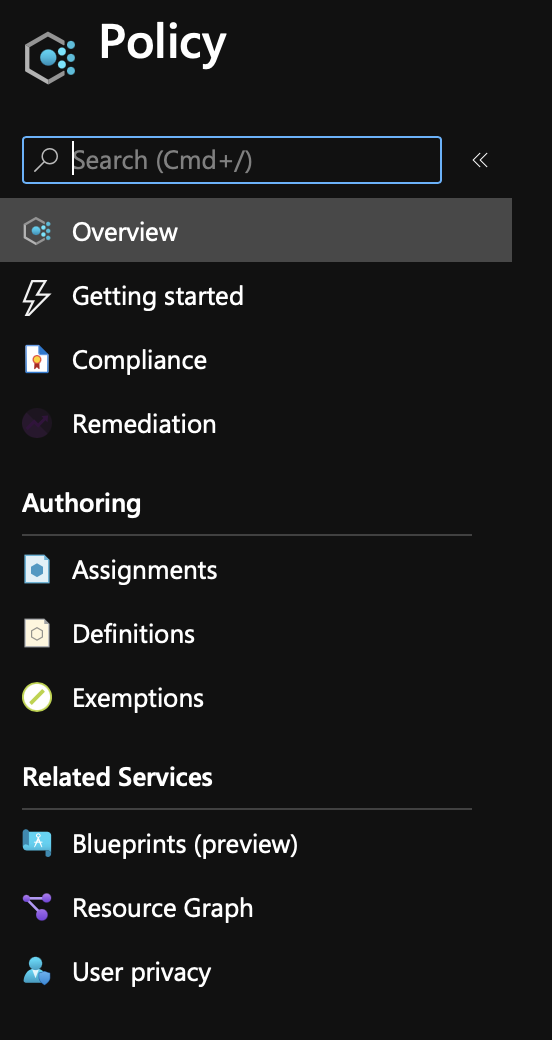 Policy
Search (Cmd+/)
Overview
Getting started
Compliance
Remediation
Authoring
Assignments
Definitions
Exemptions
Related Services
Blueprints (preview)
Resource Graph
User privacy